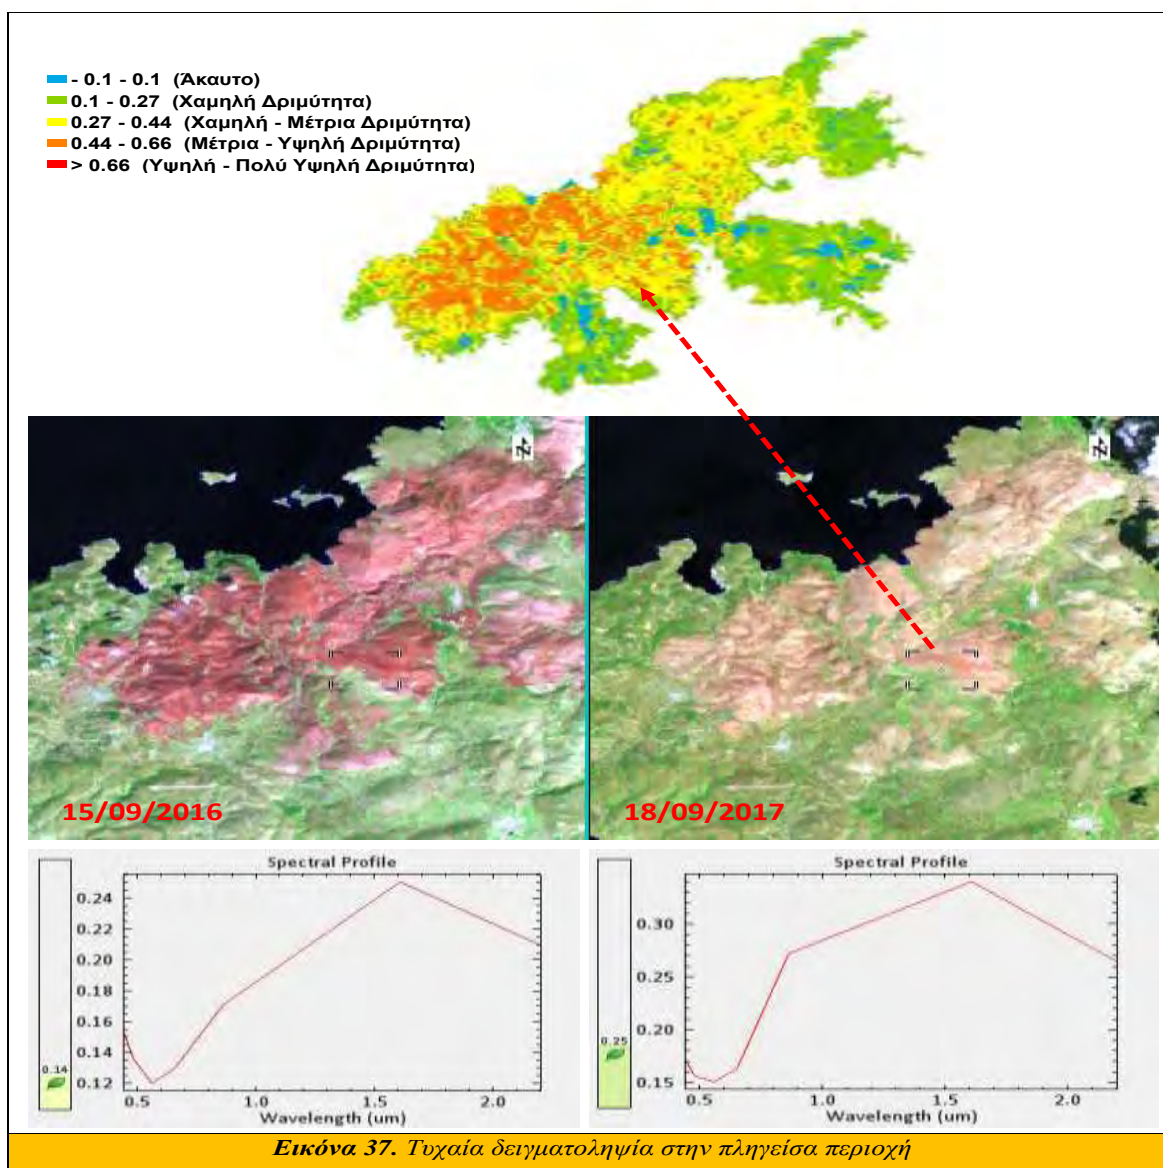 - 0.1 - 0.1 (Άκαυτο)
0.1 - 0.27 (Χαμηλή Δριμύτητα)
0.27 - 0.44 (Χαμηλή - Μέτρια Δριμύτητα)
0.44 - 0.66 (Μέτρια - Υψηλή Δριμύτητα)
> 0.66 (Υψηλή - Πολύ Υψηλή Δριμύτητα)
N
N
15/09/2016
18/09/2017
Spectral Profile
0.24
0.22
0.20
0.18
0.16
0.14
0.12
0.14
0.5
1.0
1.5
2.0
Wavelength (um)
Spectral Profile
0.30
0.25
0.20
0.15
0.25
0.5
1.0
1.5
2.0
Wavelength (um)
Εικόνα 37. Τυχαία δειγματοληψία στην πληγείσα περιοχή